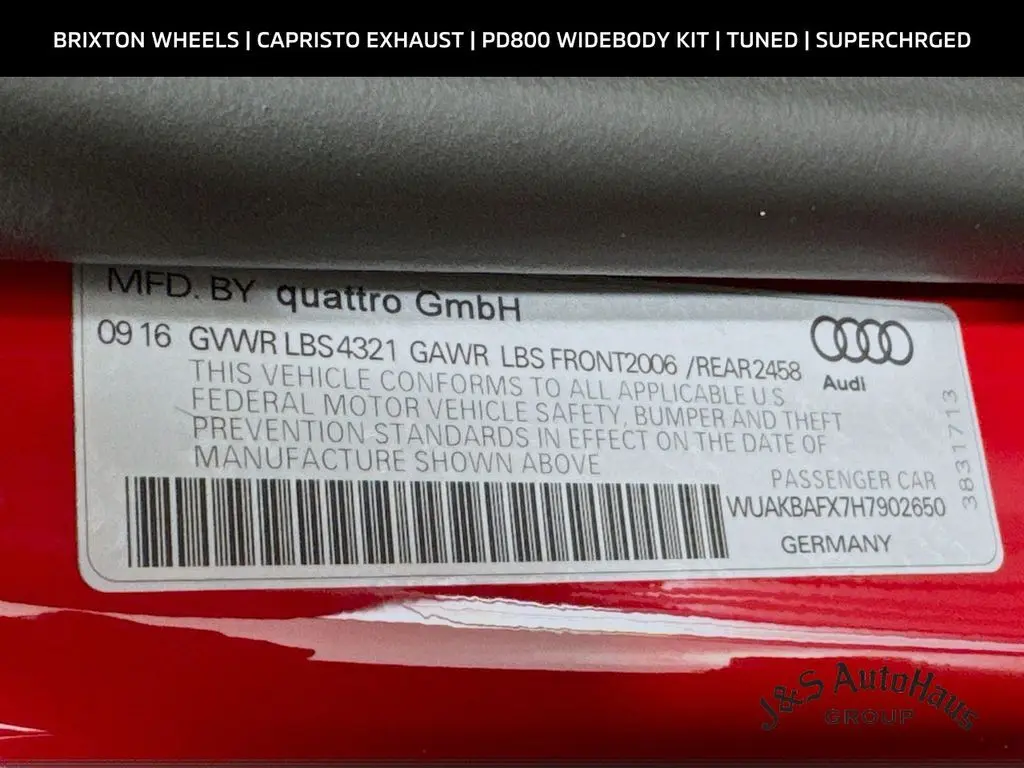 BRIXTON WHEELS | CAPRISTO EXHAUST | PD800 WIDEBODY KIT | TUNED | SUPERCHRGED
MFD. BY quattro GmbH
09 16 GVWR LBS 4321 GAWR LBS FRONT2006 /REAR 2458
Audi
THIS VEHICLE CONFORMS TO ALL APPLICABLE U S
FEDERAL MOTOR VEHICLE SAFETY, BUMPER AND THEFT
PREVENTION STANDARDS IN EFFECT ON THE DATE OF
MANUFACTURE SHOWN ABOVE
PASSENGER CAR
WUAKBAFX7H7902650
GERMANY
3831713
J&S AutoHaus
GROUP